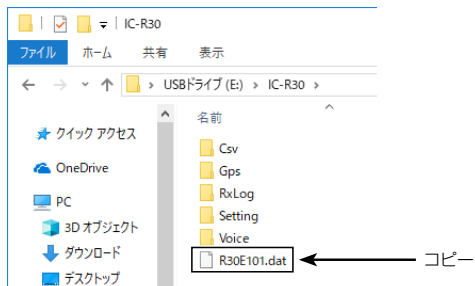 IC-R30
ファイル ホーム 共有 表示
USBドライブ (E:) > IC-R30 >
名前
クイック アクセス
OneDrive
PC
3D オブジェクト
ダウンロード
デスクトップ
Csv
Gps
RxLog
Setting
Voice
R30E101.dat
コピー